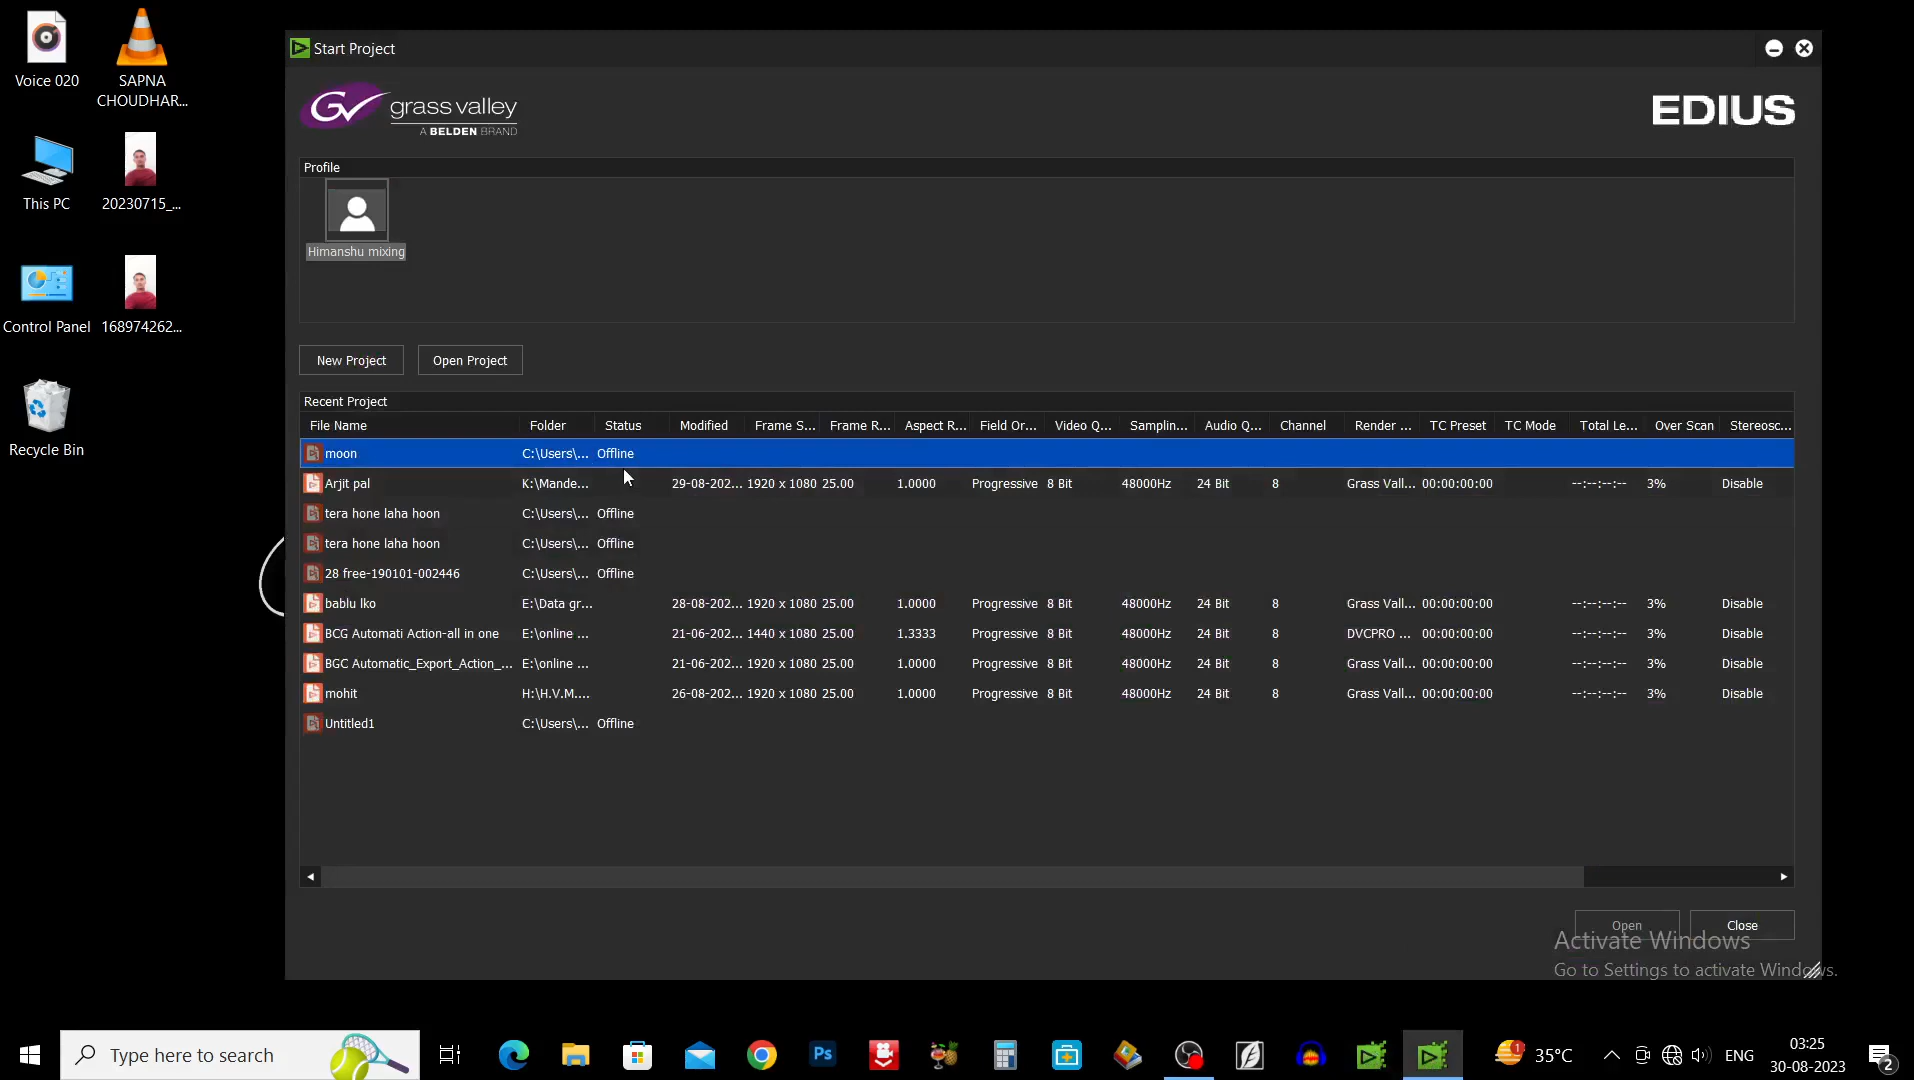 Voice 020
SAPNA
CHOUDHAR...
This PC
20230715_...
Control Panel
168974262...
Recycle Bin
Start Project
GV grass valley
A BELDEN BRAND
EDIUS
Profile
Himanshu mixing
New Project
Open Project
Recent Project
File Name Folder Status Modified Frame S... Frame R... Aspect R... Field Or... Video Q... Samplin... Audio Q... Channel Render ... TC Preset TC Mode Total Le... Over Scan Stereosc...
moon C:\Users\... Offline
Arjit pal K:\Mande... 29-08-202... 1920 x 1080 25.00 1.0000 Progressive 8 Bit 48000Hz 24 Bit 8 Grass Vall... 00:00:00:00 --:--:--:-- 3% Disable
tera hone laha hoon C:\Users\... Offline
tera hone laha hoon C:\Users\... Offline
28 free-190101-002446 C:\Users\... Offline
bablu lko E:\Data gr... 28-08-202... 1920 x 1080 25.00 1.0000 Progressive 8 Bit 48000Hz 24 Bit 8 Grass Vall... 00:00:00:00 --:--:--:-- 3% Disable
BCG Automati Action-all in one E:\online ... 21-06-202... 1440 x 1080 25.00 1.3333 Progressive 8 Bit 48000Hz 24 Bit 8 DVCPRO ... 00:00:00:00 --:--:--:-- 3% Disable
BGC Automatic_Export_Action_... E:\online ... 21-06-202... 1920 x 1080 25.00 1.0000 Progressive 8 Bit 48000Hz 24 Bit 8 Grass Vall... 00:00:00:00 --:--:--:-- 3% Disable
mohit H:\H.V.M.... 26-08-202... 1920 x 1080 25.00 1.0000 Progressive 8 Bit 48000Hz 24 Bit 8 Grass Vall... 00:00:00:00 --:--:--:-- 3% Disable
Untitled1 C:\Users\... Offline
Open
Close
Activate Windows
Go to Settings to activate Windows.
Type here to search
Ps
1
35°C
ENG
03:25
30-08-2023
2